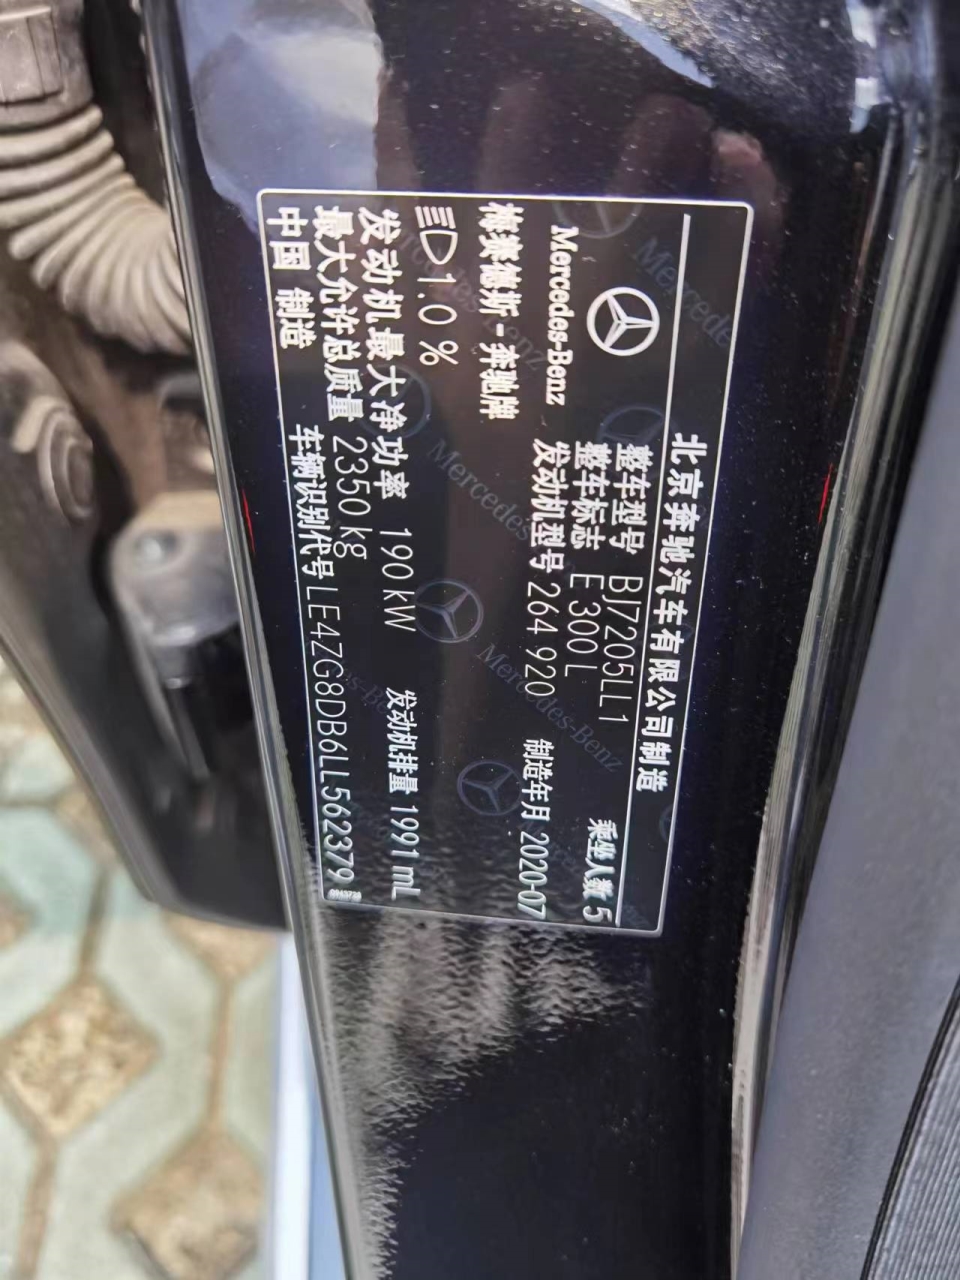 北京奔驰汽车有限公司制造
Mercedes-Benz
整车型号 BJ7205LL1 乘坐人数 5
整车标志 E 300 L
梅赛德斯-奔驰牌 发动机型号 264 920 制造年月 2020-07
1.0 %
发动机最大净功率 190 kW 发动机排量 1991 mL
最大允许总质量 2350 kg
中国 制造 车辆识别代号 LE4ZG8DB6LL562379